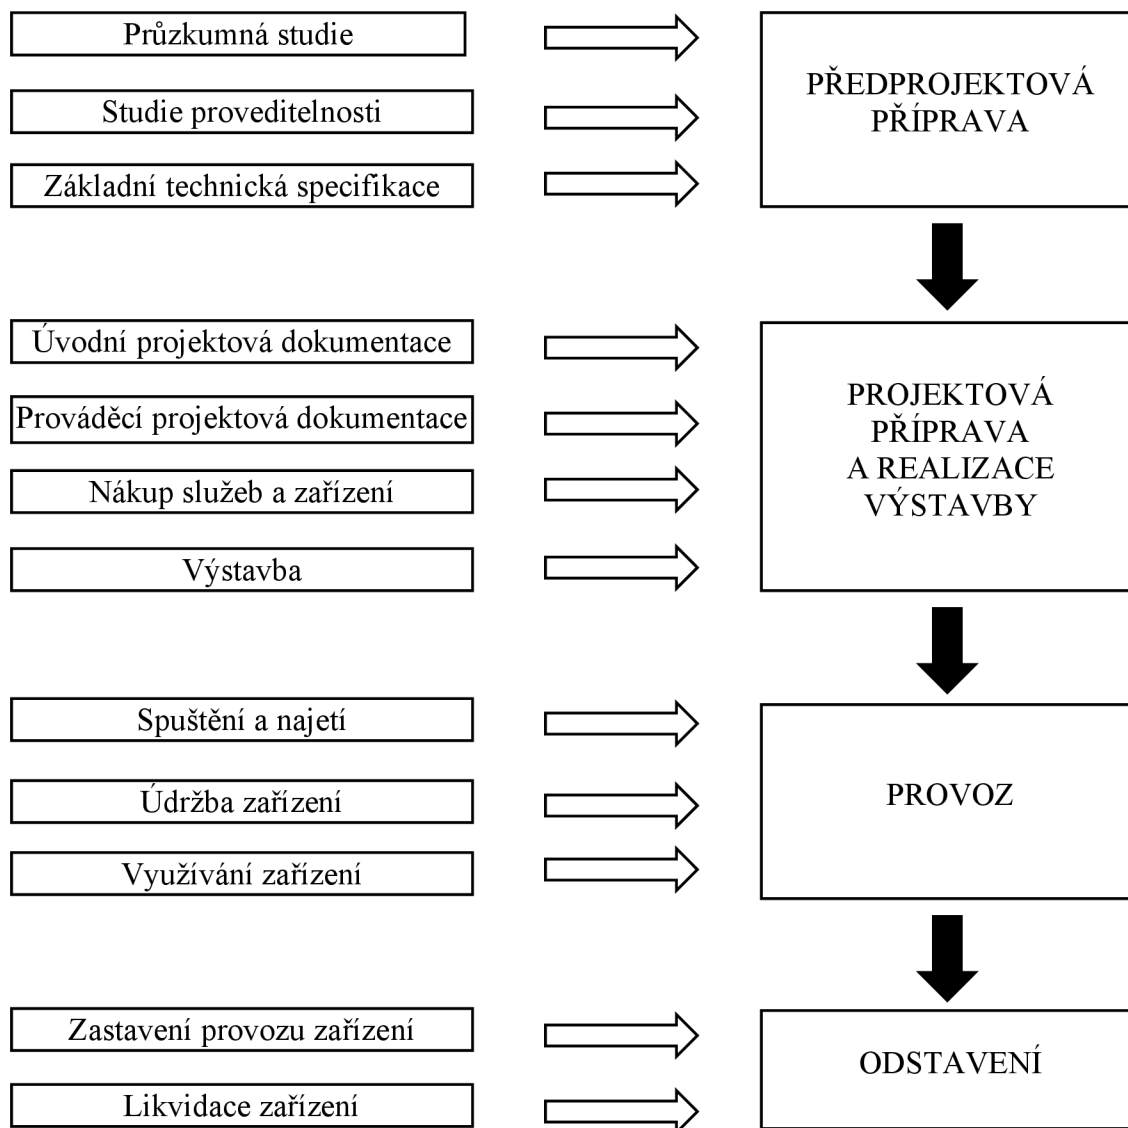 Průzkumná studie
Studie proveditelnosti
Základní technická specifikace
PŘEDPROJEKTOVÁ
PŘÍPRAVA
Úvodní projektová dokumentace
Prováděcí projektová dokumentace
Nákup služeb a zařízení
Výstavba
PROJEKTOVÁ
PŘÍPRAVA
A REALIZACE
VÝSTAVBY
Spuštění a najetí
Údržba zařízení
Využívání zařízení
PROVOZ
Zastavení provozu zařízení
Likvidace zařízení
ODSTAVENÍ